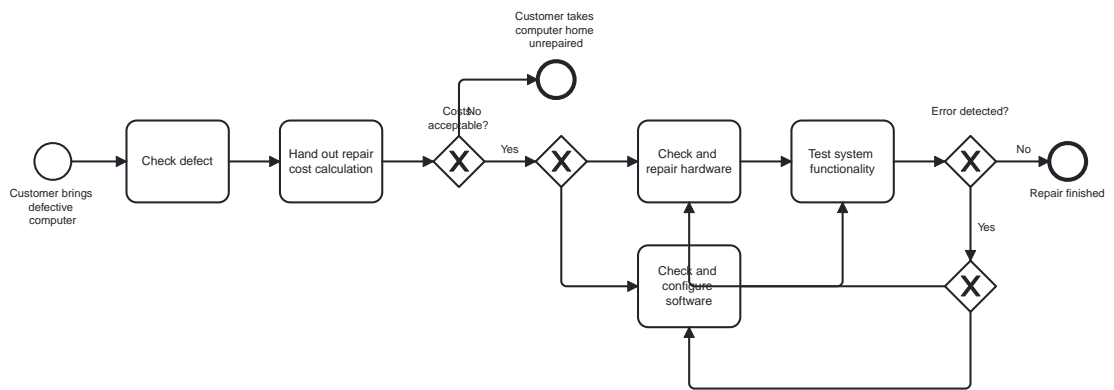 Customer takes
computer home
unrepaired
Costs
acceptable?
No
Error detected?
Customer brings
defective
computer
Check defect
Hand out repair
cost calculation
Yes
Check and
repair hardware
Test system
functionality
No
Repair finished
Yes
Check and
configure
software